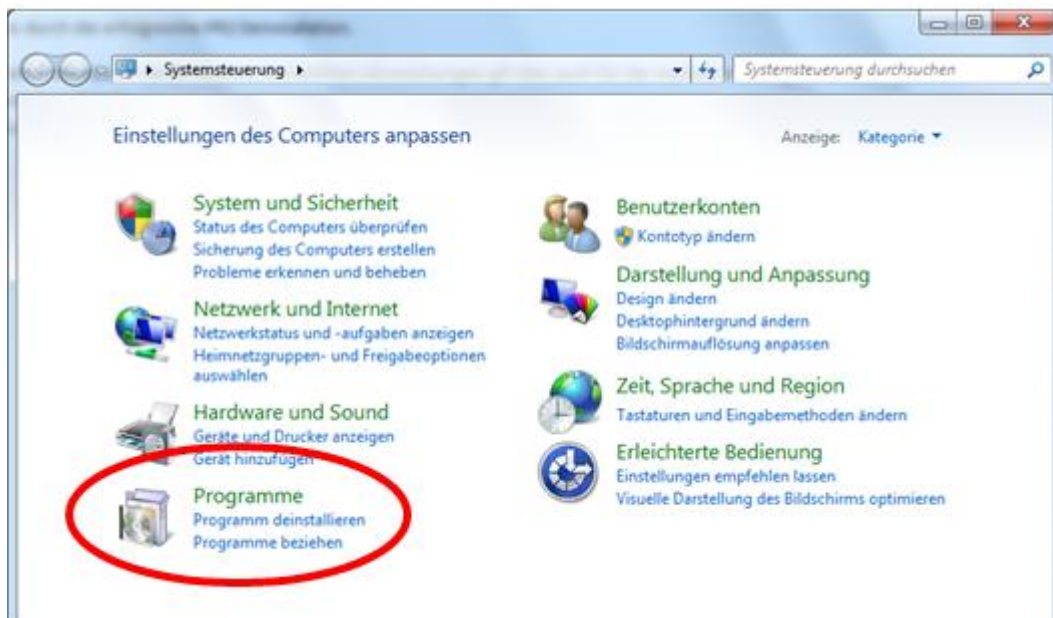 Systemsteuerung
Systemsteuerung durchsuchen
Einstellungen des Computers anpassen
Anzeige: Kategorie
System und Sicherheit
Status des Computers überprüfen
Sicherung des Computers erstellen
Probleme erkennen und beheben
Netzwerk und Internet
Netzwerkstatus und -aufgaben anzeigen
Heimnetzgruppen- und Freigabeoptionen
auswählen
Hardware und Sound
Geräte und Drucker anzeigen
Gerät hinzufügen
Programme
Programm deinstallieren
Programme beziehen
Benutzerkonten
Kontotyp ändern
Darstellung und Anpassung
Design ändern
Desktophintergrund ändern
Bildschirmauflösung anpassen
Zeit, Sprache und Region
Tastaturen und Eingabemethoden ändern
Erleichterte Bedienung
Einstellungen empfehlen lassen
Visuelle Darstellung des Bildschirms optimieren